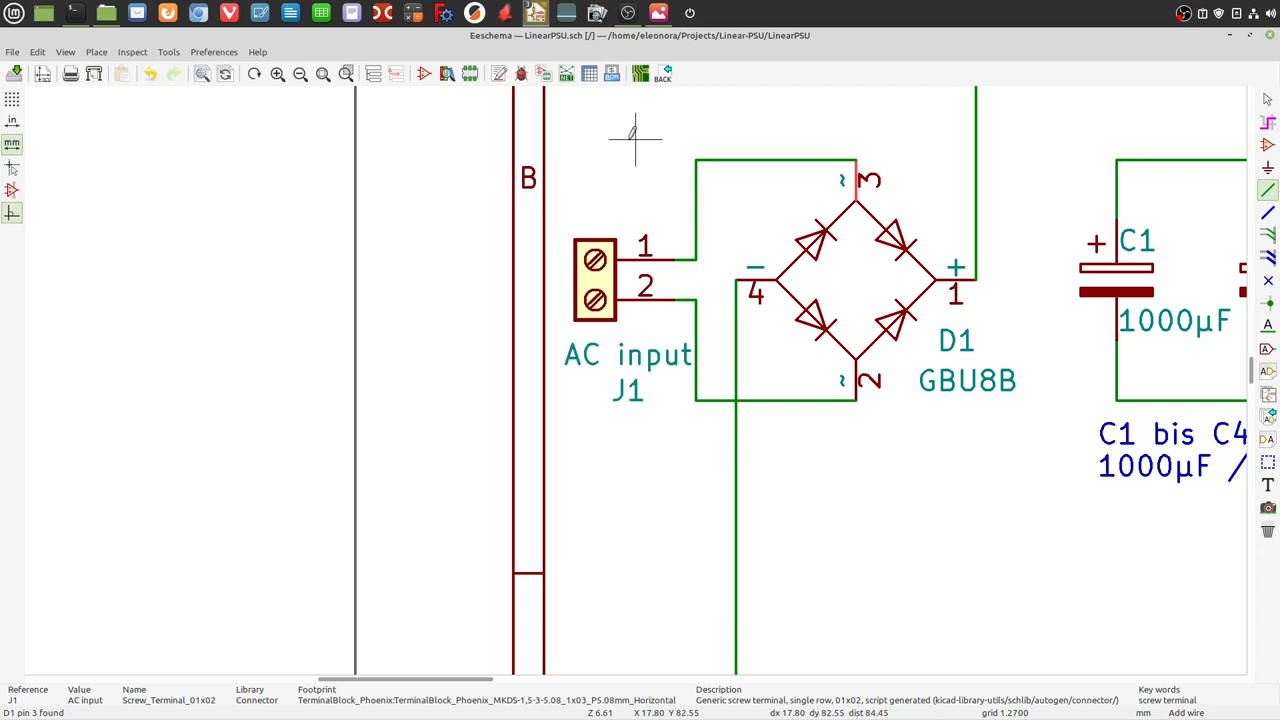 Eeschema — LinearPSU.sch [/] — /home/eleonora/Projects/Linear-PSU/LinearPSU
File Edit View Place Inspect Tools Preferences Help
BACK
in
mm
B
1
2
AC input
J1
~
3
−
4
+
1
~
2
D1
GBU8B
+
C1
1000µF
C1 bis C4
1000µF /
Reference Value Name Library Footprint Description Key words
J1 AC input Screw_Terminal_01x02 Connector TerminalBlock_Phoenix:TerminalBlock_Phoenix_MKDS-1,5-3-5.08_1x03_P5.08mm_Horizontal Generic screw terminal, single row, 01x02, script generated (kicad-library-utils/schlib/autogen/connector/) screw terminal
D1 pin 3 found Z 6.61 X 17.80 Y 82.55 dx 17.80 dy 82.55 dist 84.45 grid 1.2700 mm Add wire